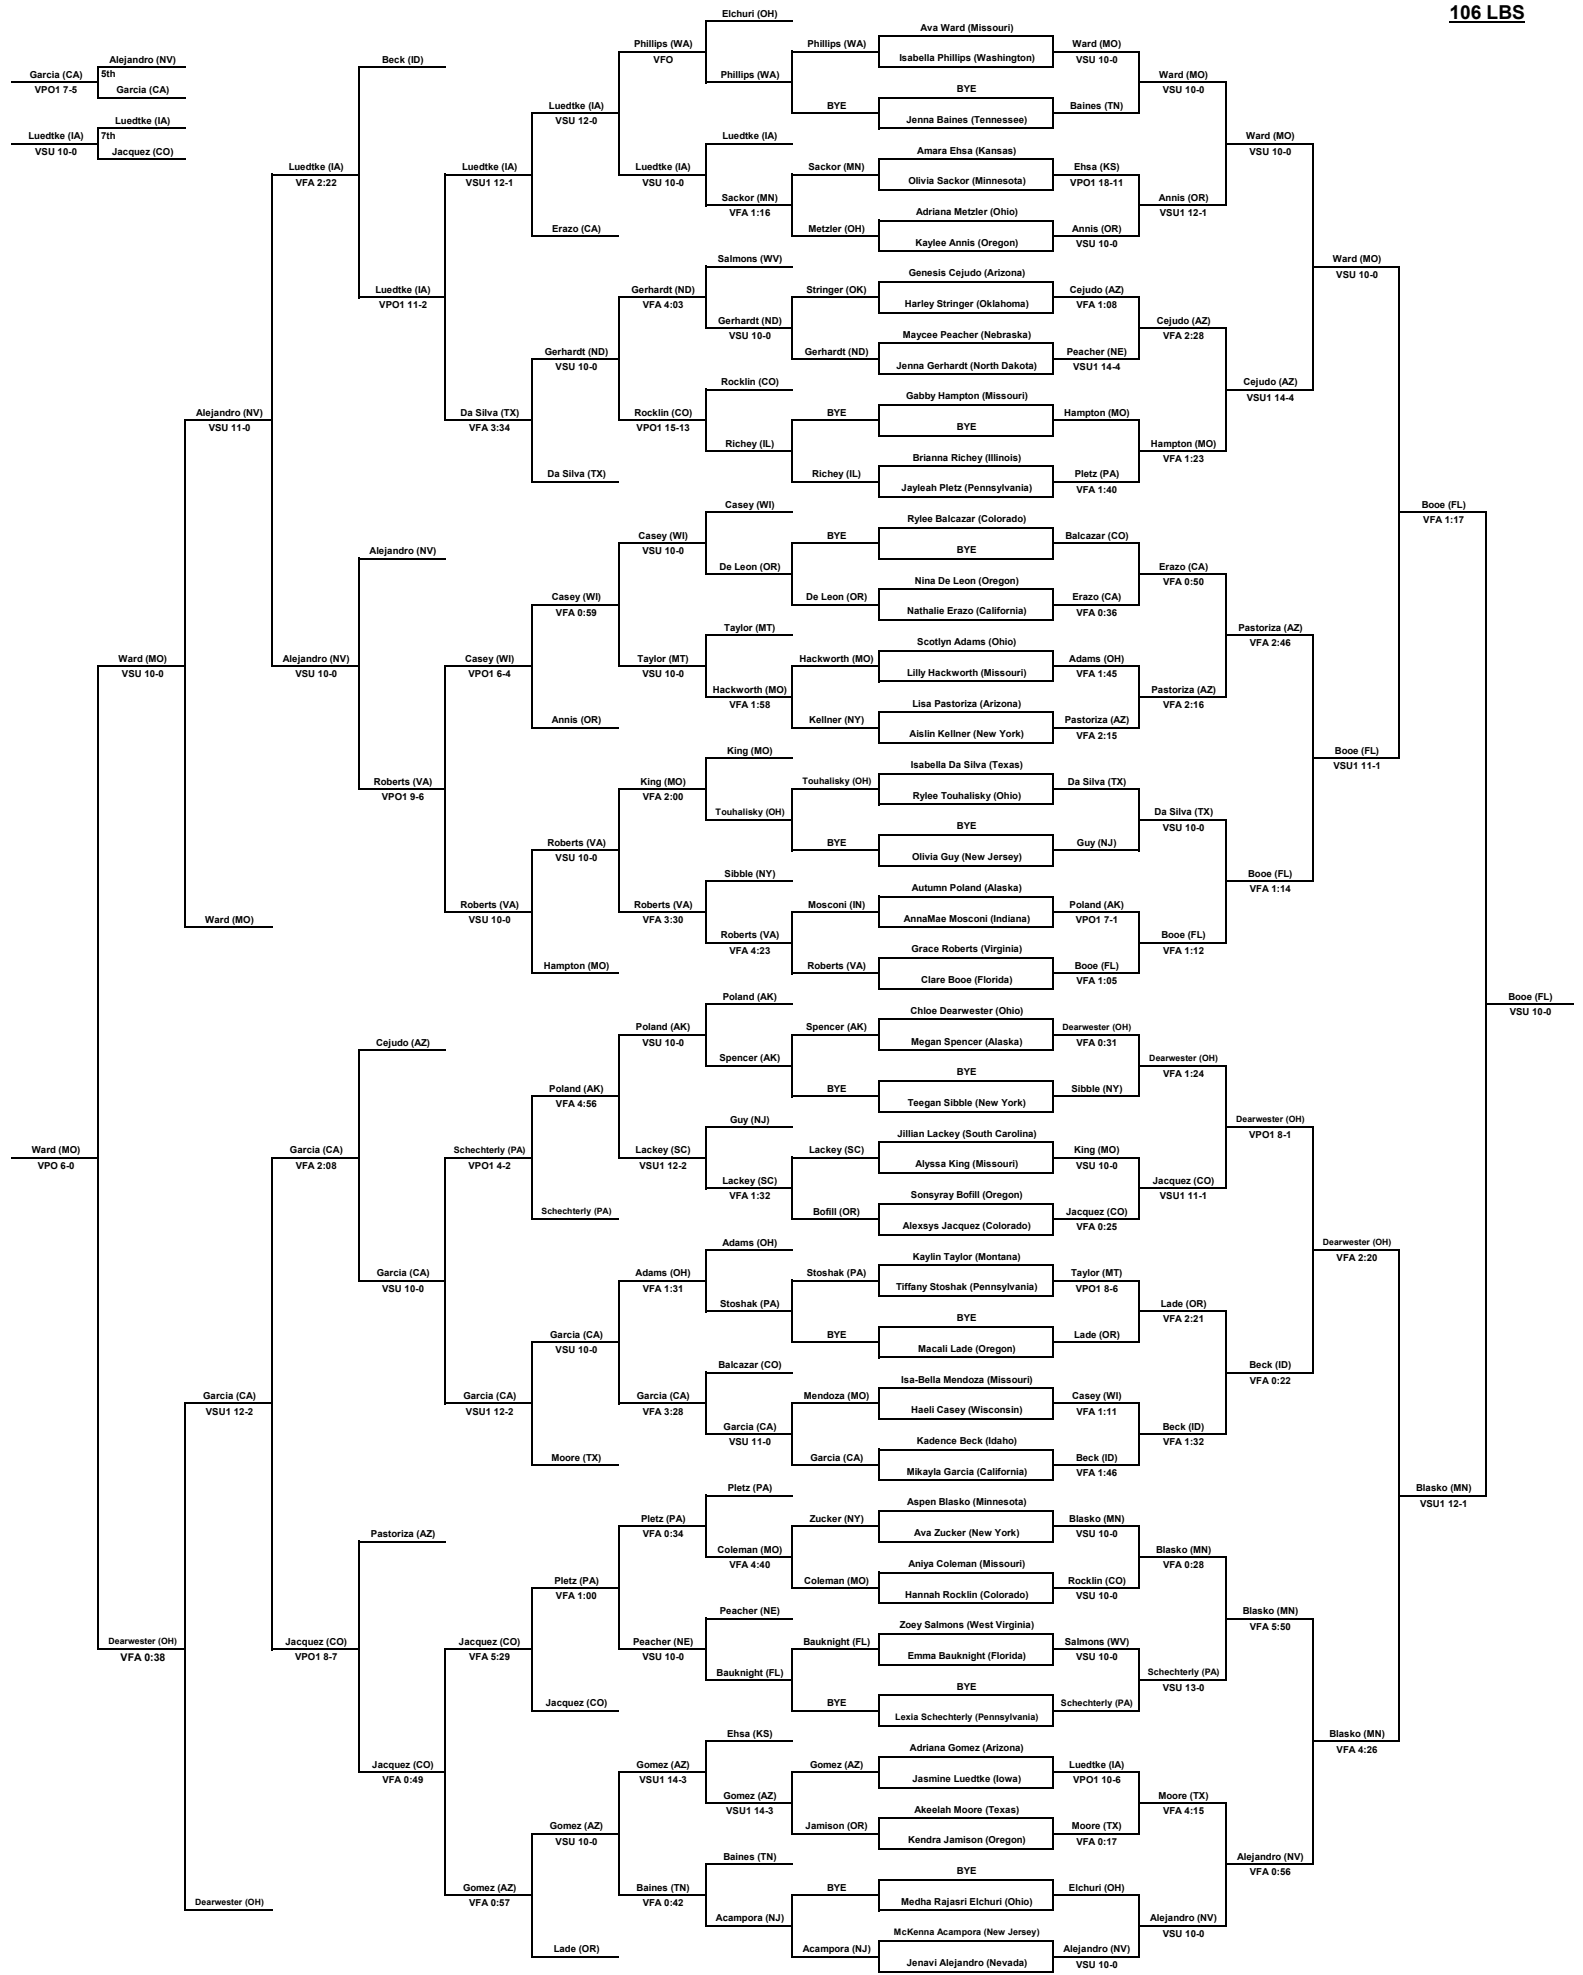 106 LBS
Garcia (CA)
VPO1 7-5
Luedtke (IA)
VSU 10-0
Ward (MO)
VPO 6-0
Alejandro (NV)
5th
Garcia (CA)
Luedtke (IA)
7th
Jacquez (CO)
Ward (MO)
VSU 10-0
Dearwester (OH)
VFA 0:38
Alejandro (NV)
VSU 11-0
Ward (MO)
Garcia (CA)
VSU1 12-2
Dearwester (OH)
Luedtke (IA)
VFA 2:22
Alejandro (NV)
VSU 10-0
Garcia (CA)
VFA 2:08
Jacquez (CO)
VPO1 8-7
Beck (ID)
Luedtke (IA)
VPO1 11-2
Alejandro (NV)
Roberts (VA)
VPO1 9-6
Cejudo (AZ)
Garcia (CA)
VSU 10-0
Pastoriza (AZ)
Jacquez (CO)
VFA 0:49
Luedtke (IA)
VSU1 12-1
Da Silva (TX)
VFA 3:34
Casey (WI)
VPO1 6-4
Roberts (VA)
VSU 10-0
Schechterly (PA)
VPO1 4-2
Garcia (CA)
VSU1 12-2
Jacquez (CO)
VFA 5:29
Gomez (AZ)
VFA 0:57
Luedtke (IA)
VSU 12-0
Erazo (CA)
Gerhardt (ND)
VSU 10-0
Da Silva (TX)
Casey (WI)
VFA 0:59
Annis (OR)
Roberts (VA)
VSU 10-0
Hampton (MO)
Poland (AK)
VFA 4:56
Schechterly (PA)
Garcia (CA)
VSU 10-0
Moore (TX)
Pletz (PA)
VFA 1:00
Jacquez (CO)
Gomez (AZ)
VSU 10-0
Lade (OR)
Phillips (WA)
VFO
Luedtke (IA)
VSU 10-0
Gerhardt (ND)
VFA 4:03
Rocklin (CO)
VPO1 15-13
Casey (WI)
VSU 10-0
Taylor (MT)
VSU 10-0
King (MO)
VFA 2:00
Roberts (VA)
VFA 3:30
Poland (AK)
VSU 10-0
Lackey (SC)
VSU1 12-2
Adams (OH)
VFA 1:31
Garcia (CA)
VFA 3:28
Pletz (PA)
VFA 0:34
Peacher (NE)
VSU 10-0
Gomez (AZ)
VSU1 14-3
Baines (TN)
VFA 0:42
Elchuri (OH)
Phillips (WA)
Luedtke (IA)
Sackor (MN)
VFA 1:16
Salmons (WV)
Gerhardt (ND)
VSU 10-0
Rocklin (CO)
Richey (IL)
Casey (WI)
De Leon (OR)
Taylor (MT)
Hackworth (MO)
VFA 1:58
King (MO)
Touhalisky (OH)
Sibble (NY)
Roberts (VA)
VFA 4:23
Poland (AK)
Spencer (AK)
Guy (NJ)
Lackey (SC)
VFA 1:32
Adams (OH)
Stoshak (PA)
Balcazar (CO)
Garcia (CA)
VSU 11-0
Pletz (PA)
Coleman (MO)
VFA 4:40
Peacher (NE)
Bauknight (FL)
Ehsa (KS)
Gomez (AZ)
VSU1 14-3
Baines (TN)
Acampora (NJ)
Phillips (WA)
BYE
Sackor (MN)
Metzler (OH)
Stringer (OK)
Gerhardt (ND)
BYE
Richey (IL)
BYE
De Leon (OR)
Hackworth (MO)
Kellner (NY)
Touhalisky (OH)
BYE
Mosconi (IN)
Roberts (VA)
Spencer (AK)
BYE
Lackey (SC)
Bofill (OR)
Stoshak (PA)
BYE
Mendoza (MO)
Garcia (CA)
Zucker (NY)
Coleman (MO)
Bauknight (FL)
BYE
Gomez (AZ)
Jamison (OR)
BYE
Acampora (NJ)
Ava Ward (Missouri)
Isabella Phillips (Washington)
BYE
Jenna Baines (Tennessee)
Amara Ehsa (Kansas)
Olivia Sackor (Minnesota)
Adriana Metzler (Ohio)
Kaylee Annis (Oregon)
Genesis Cejudo (Arizona)
Harley Stringer (Oklahoma)
Maycee Peacher (Nebraska)
Jenna Gerhardt (North Dakota)
Gabby Hampton (Missouri)
BYE
Brianna Richey (Illinois)
Jayleah Pletz (Pennsylvania)
Rylee Balcazar (Colorado)
BYE
Nina De Leon (Oregon)
Nathalie Erazo (California)
Scotlyn Adams (Ohio)
Lilly Hackworth (Missouri)
Lisa Pastoriza (Arizona)
Aislin Kellner (New York)
Isabella Da Silva (Texas)
Rylee Touhalisky (Ohio)
BYE
Olivia Guy (New Jersey)
Autumn Poland (Alaska)
AnnaMae Mosconi (Indiana)
Grace Roberts (Virginia)
Clare Booe (Florida)
Chloe Dearwester (Ohio)
Megan Spencer (Alaska)
BYE
Teegan Sibble (New York)
Jillian Lackey (South Carolina)
Alyssa King (Missouri)
Sonsyray Bofill (Oregon)
Alexsys Jacquez (Colorado)
Kaylin Taylor (Montana)
Tiffany Stoshak (Pennsylvania)
BYE
Macali Lade (Oregon)
Isa-Bella Mendoza (Missouri)
Haeli Casey (Wisconsin)
Kadence Beck (Idaho)
Mikayla Garcia (California)
Aspen Blasko (Minnesota)
Ava Zucker (New York)
Aniya Coleman (Missouri)
Hannah Rocklin (Colorado)
Zoey Salmons (West Virginia)
Emma Bauknight (Florida)
BYE
Lexia Schechterly (Pennsylvania)
Adriana Gomez (Arizona)
Jasmine Luedtke (Iowa)
Akeelah Moore (Texas)
Kendra Jamison (Oregon)
BYE
Medha Rajasri Elchuri (Ohio)
McKenna Acampora (New Jersey)
Jenavi Alejandro (Nevada)
Ward (MO)
VSU 10-0
Baines (TN)
Ehsa (KS)
VPO1 18-11
Annis (OR)
VSU 10-0
Cejudo (AZ)
VFA 1:08
Peacher (NE)
VSU1 14-4
Hampton (MO)
Pletz (PA)
VFA 1:40
Balcazar (CO)
Erazo (CA)
VFA 0:36
Adams (OH)
VFA 1:45
Pastoriza (AZ)
VFA 2:15
Da Silva (TX)
Guy (NJ)
Poland (AK)
VPO1 7-1
Booe (FL)
VFA 1:05
Dearwester (OH)
VFA 0:31
Sibble (NY)
King (MO)
VSU 10-0
Jacquez (CO)
VFA 0:25
Taylor (MT)
VPO1 8-6
Lade (OR)
Casey (WI)
VFA 1:11
Beck (ID)
VFA 1:46
Blasko (MN)
VSU 10-0
Rocklin (CO)
VSU 10-0
Salmons (WV)
VSU 10-0
Schechterly (PA)
Luedtke (IA)
VPO1 10-6
Moore (TX)
VFA 0:17
Elchuri (OH)
Alejandro (NV)
VSU 10-0
Ward (MO)
VSU 10-0
Annis (OR)
VSU1 12-1
Cejudo (AZ)
VFA 2:28
Hampton (MO)
VFA 1:23
Erazo (CA)
VFA 0:50
Pastoriza (AZ)
VFA 2:16
Da Silva (TX)
VSU 10-0
Booe (FL)
VFA 1:12
Dearwester (OH)
VFA 1:24
Jacquez (CO)
VSU1 11-1
Lade (OR)
VFA 2:21
Beck (ID)
VFA 1:32
Blasko (MN)
VFA 0:28
Schechterly (PA)
VSU 13-0
Moore (TX)
VFA 4:15
Alejandro (NV)
VSU 10-0
Ward (MO)
VSU 10-0
Cejudo (AZ)
VSU1 14-4
Pastoriza (AZ)
VFA 2:46
Booe (FL)
VFA 1:14
Dearwester (OH)
VPO1 8-1
Beck (ID)
VFA 0:22
Blasko (MN)
VFA 5:50
Alejandro (NV)
VFA 0:56
Ward (MO)
VSU 10-0
Booe (FL)
VSU1 11-1
Dearwester (OH)
VFA 2:20
Blasko (MN)
VFA 4:26
Booe (FL)
VFA 1:17
Blasko (MN)
VSU1 12-1
Booe (FL)
VSU 10-0